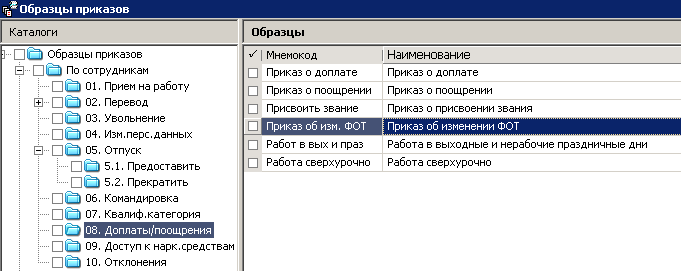 Образцы приказов
Каталоги
Образцы приказов
По сотрудникам
01. Прием на работу
02. Перевод
03. Увольнение
04. Изм.перс.данных
05. Отпуск
5.1. Предоставить
5.2. Прекратить
06. Командировка
07. Квалиф.категория
08. Доплаты/поощрения
09. Доступ к нарк.средствам
10. Отклонения
Образцы
Мнемокод Наименование
Приказ о доплате Приказ о доплате
Приказ о поощрении Приказ о поощрении
Присвоить звание Приказ о присвоении звания
Приказ об изм. ФОТ Приказ об изменении ФОТ
Работ в вых и праз Работа в выходные и нерабочие праздничные дни
Работа сверхурочно Работа сверхурочно